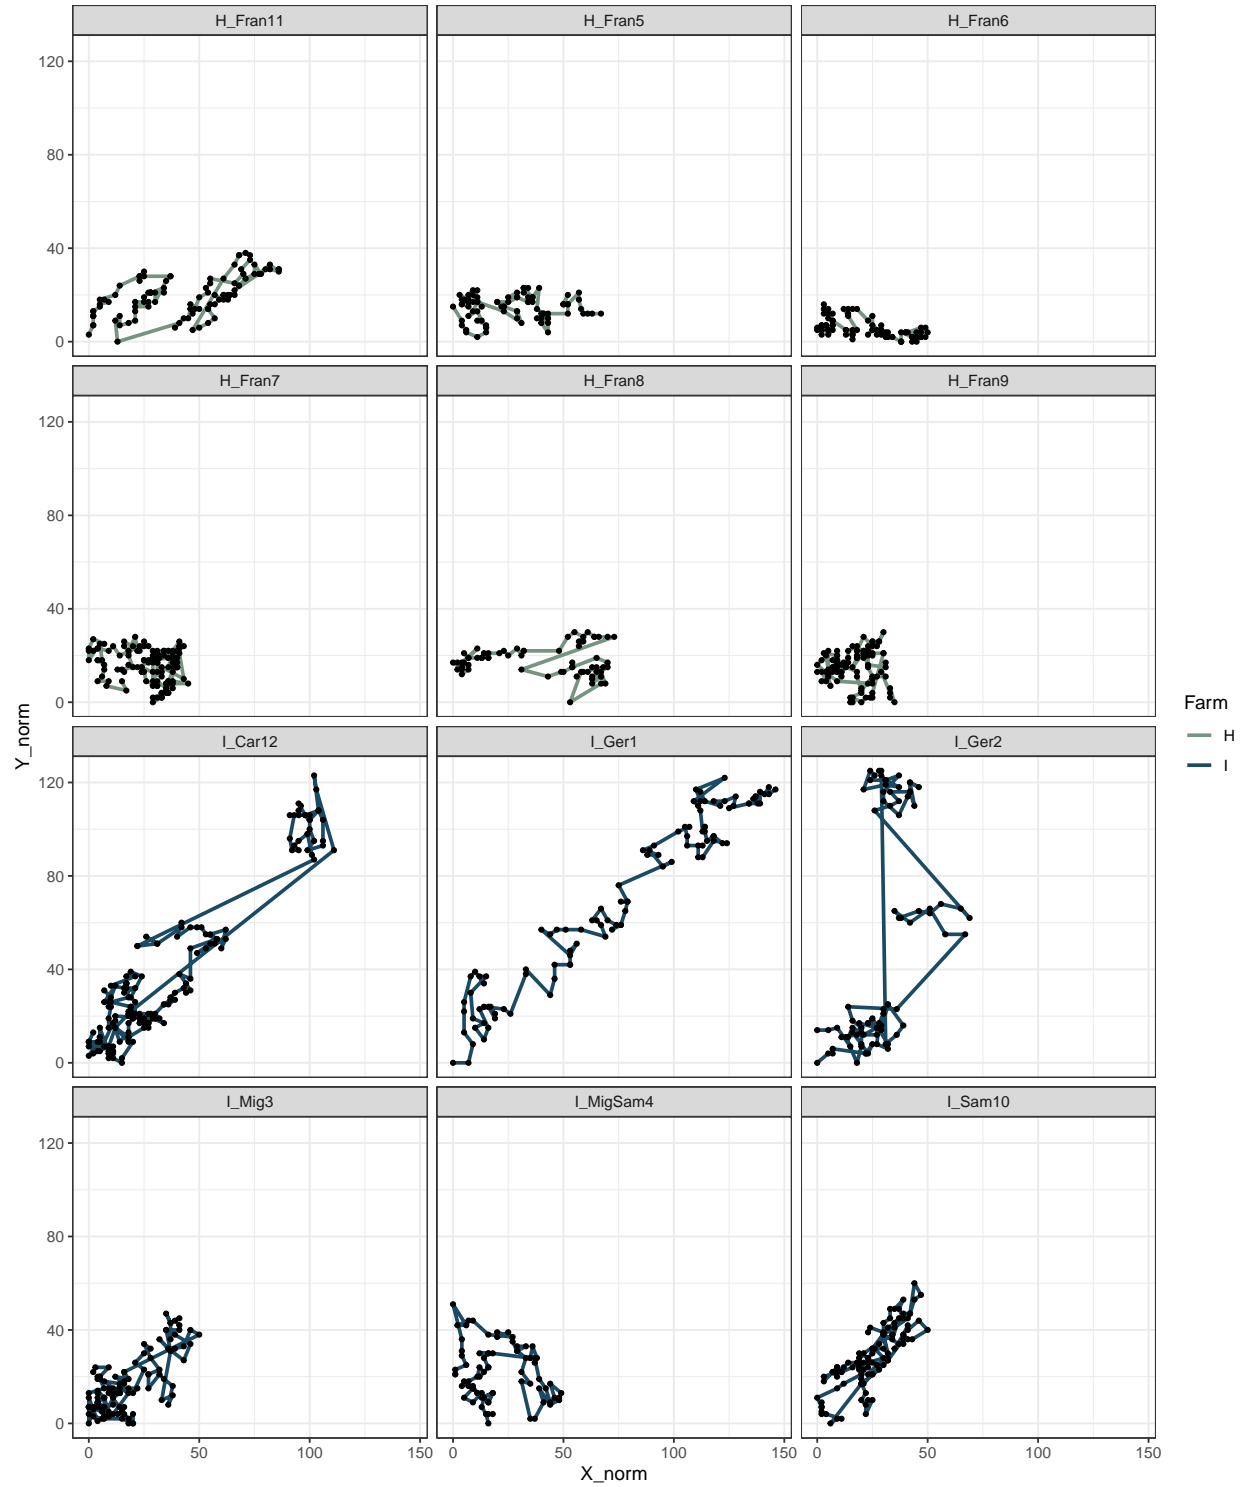 H_Fran11 H_Fran5 H_Fran6
120
80
40
0
H_Fran7 H_Fran8 H_Fran9
120
80
40
0
I_Car12 I_Ger1 I_Ger2
120
80
40
0
I_Mig3 I_MigSam4 I_Sam10
120
80
40
0
0 50 100 150 0 50 100 150 0 50 100 150
X_norm
Y_norm
Farm
H
I